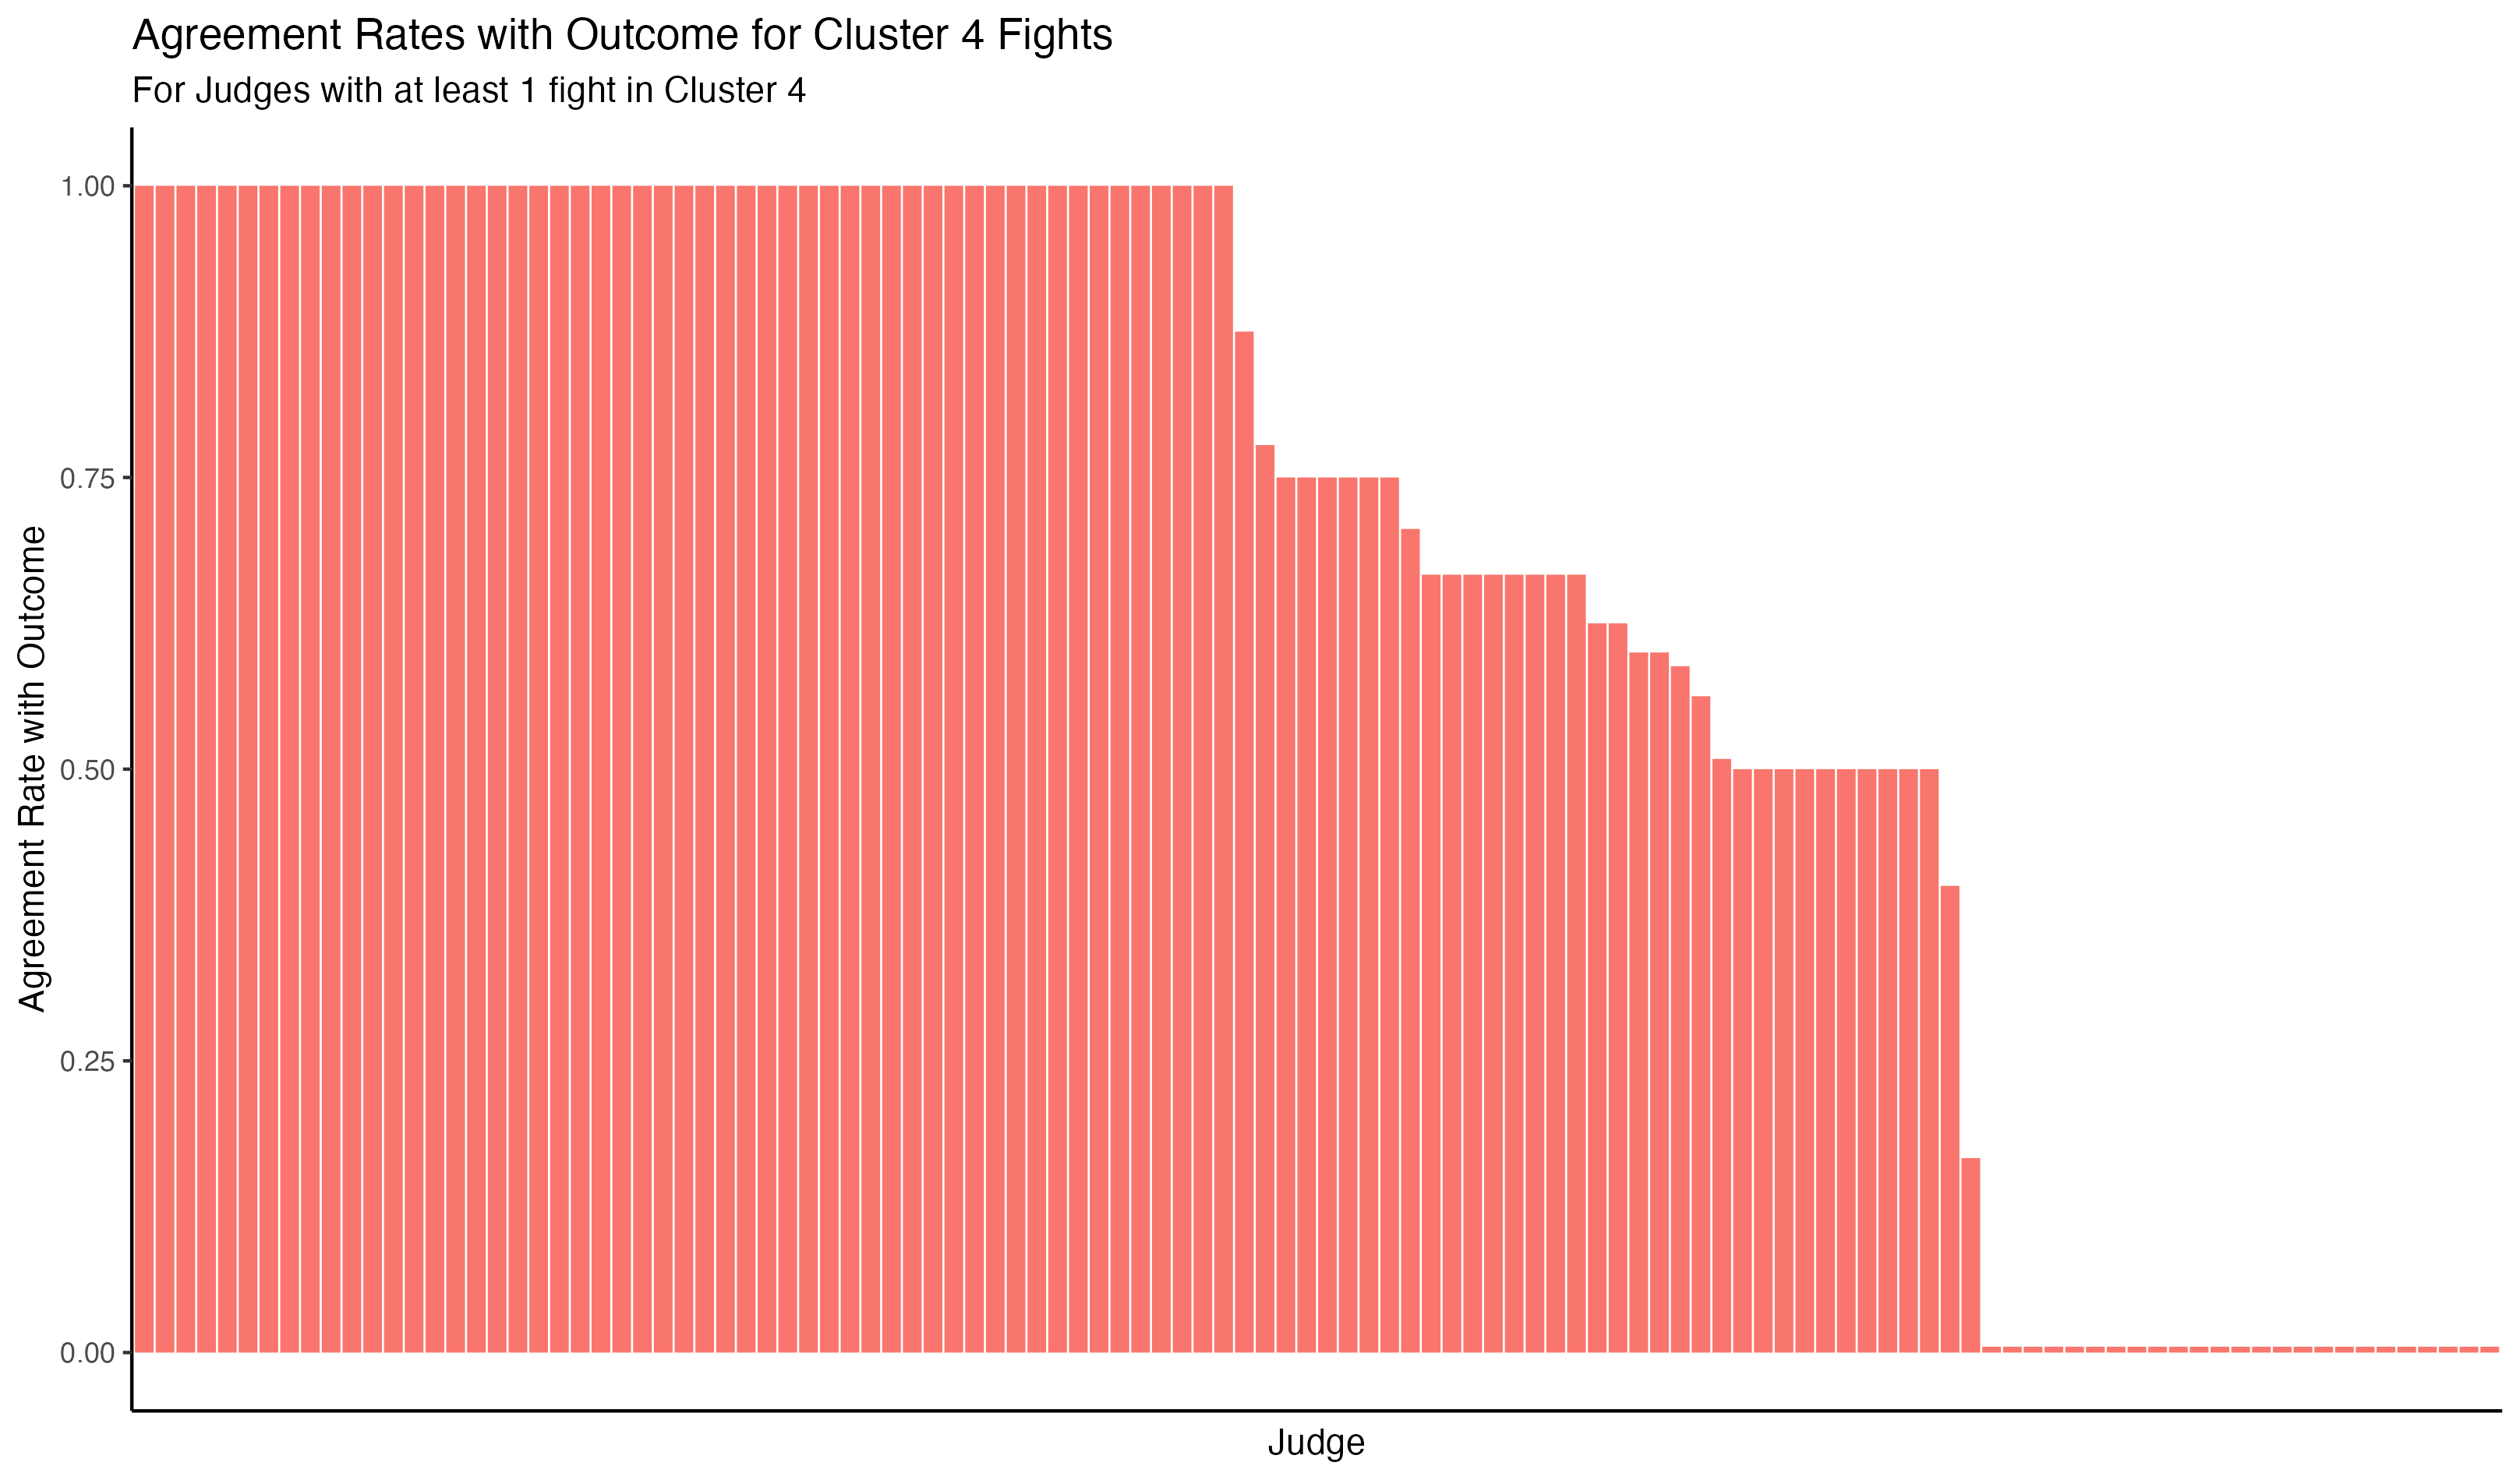 Agreement Rates with Outcome for Cluster 4 Fights
For Judges with at least 1 fight in Cluster 4
Agreement Rate with Outcome
1.00
0.75
0.50
0.25
0.00
Judge